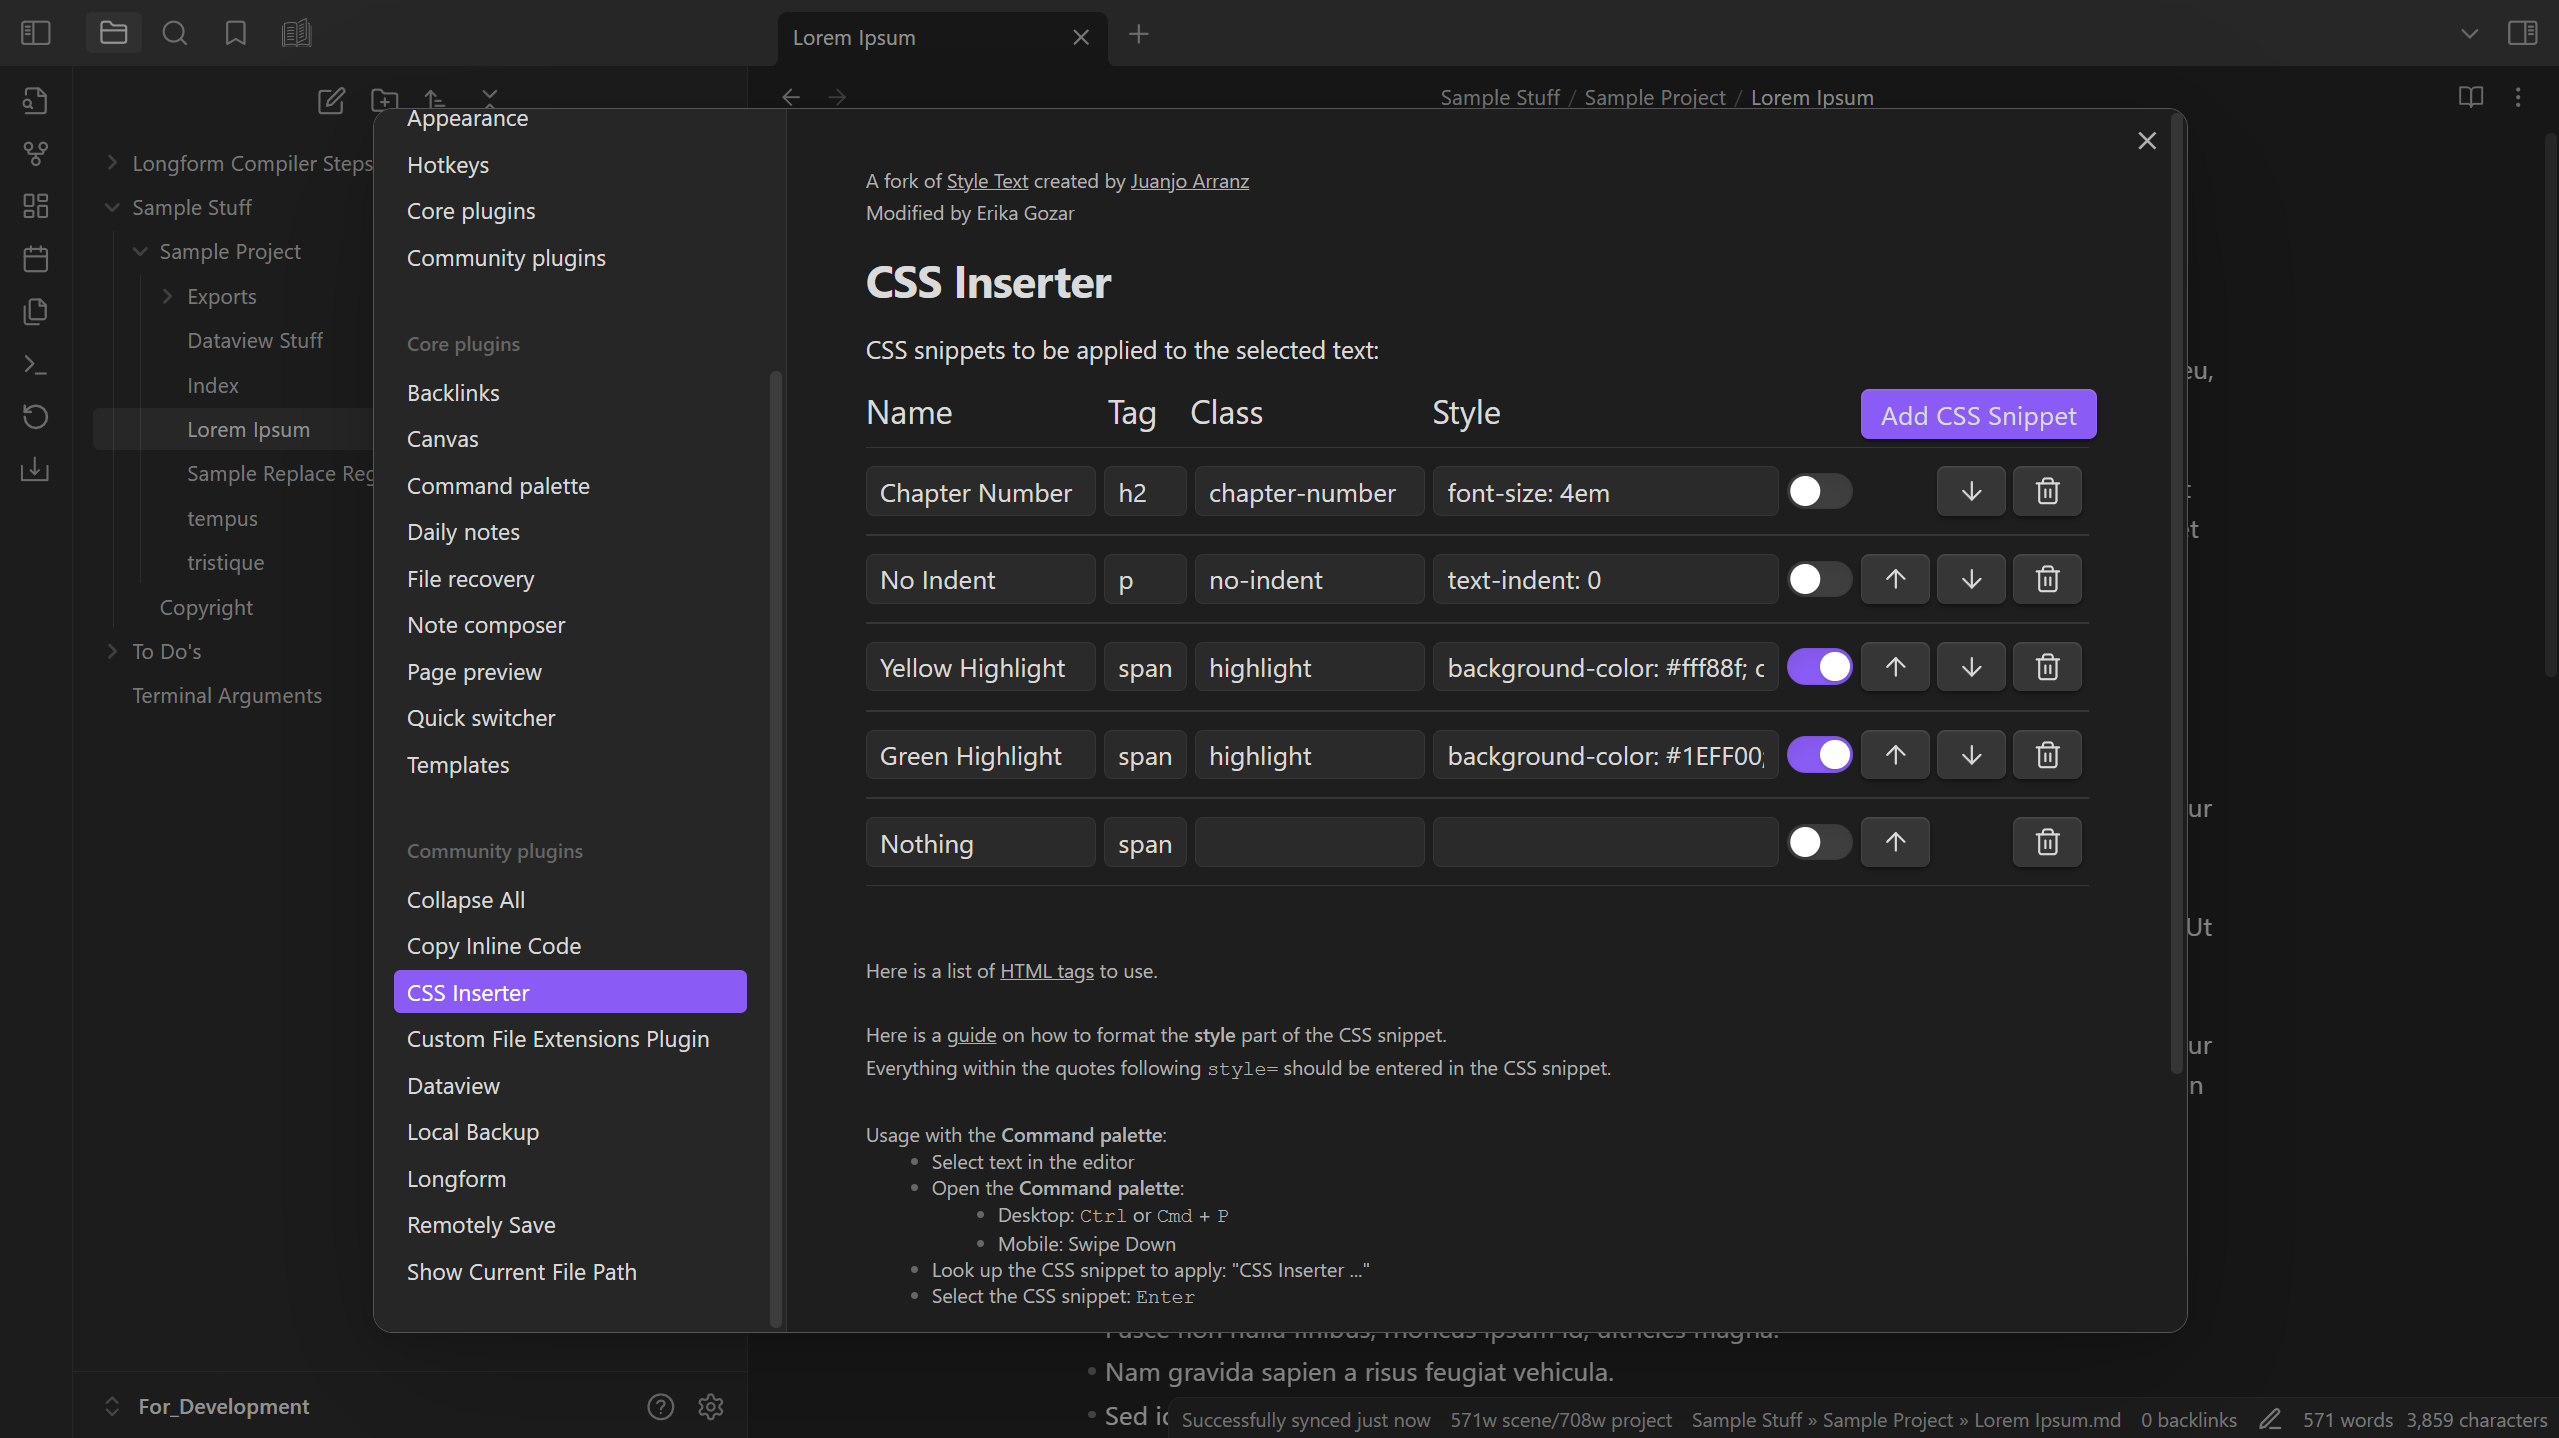 Lorem Ipsum
Sample Stuff / Sample Project / Lorem Ipsum
Longform Compiler Steps
Sample Stuff
Sample Project
Exports
Dataview Stuff
Index
Lorem Ipsum
Sample Replace Reg
tempus
tristique
Copyright
To Do's
Terminal Arguments
For_Development
Appearance
Hotkeys
Core plugins
Community plugins
Core plugins
Backlinks
Canvas
Command palette
Daily notes
File recovery
Note composer
Page preview
Quick switcher
Templates
Community plugins
Collapse All
Copy Inline Code
CSS Inserter
Custom File Extensions Plugin
Dataview
Local Backup
Longform
Remotely Save
Show Current File Path
A fork of Style Text created by Juanjo Arranz
Modified by Erika Gozar
CSS Inserter
CSS snippets to be applied to the selected text:
Name Tag Class Style Add CSS Snippet
Chapter Number h2 chapter-number font-size: 4em
No Indent p no-indent text-indent: 0
Yellow Highlight span highlight background-color: #fff88f; c
Green Highlight span highlight background-color: #1EFF00;
Nothing span
Here is a list of HTML tags to use.
Here is a guide on how to format the style part of the CSS snippet.
Everything within the quotes following style= should be entered in the CSS snippet.
Usage with the Command palette:
Select text in the editor
Open the Command palette:
Desktop: Ctrl or Cmd + P
Mobile: Swipe Down
Look up the CSS snippet to apply: "CSS Inserter ..."
Select the CSS snippet: Enter
eu,
ur
Ut
ur
n
Nam gravida sapien a risus feugiat vehicula.
Sed
Successfully synced just now 571w scene/708w project Sample Stuff » Sample Project » Lorem Ipsum.md 0 backlinks 571 words 3,859 characters